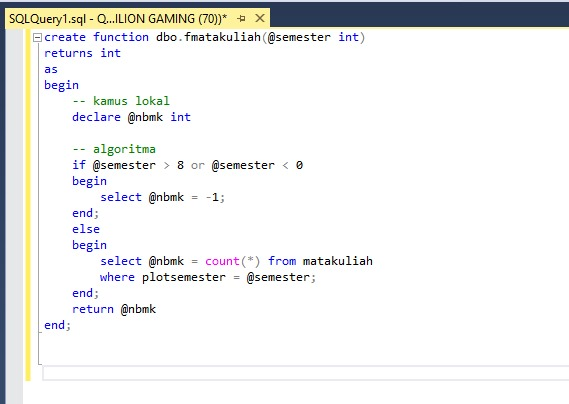 SQLQuery1.sql - Q...ILION GAMING (70))*
create function dbo.fmatakuliah(@semester int)
returns int
as
begin
    -- kamus lokal
    declare @nbmk int
    -- algoritma
    if @semester > 8 or @semester < 0
    begin
        select @nbmk = -1;
    end;
    else
    begin
        select @nbmk = count(*) from matakuliah
        where plotsemester = @semester;
    end;
    return @nbmk
end;